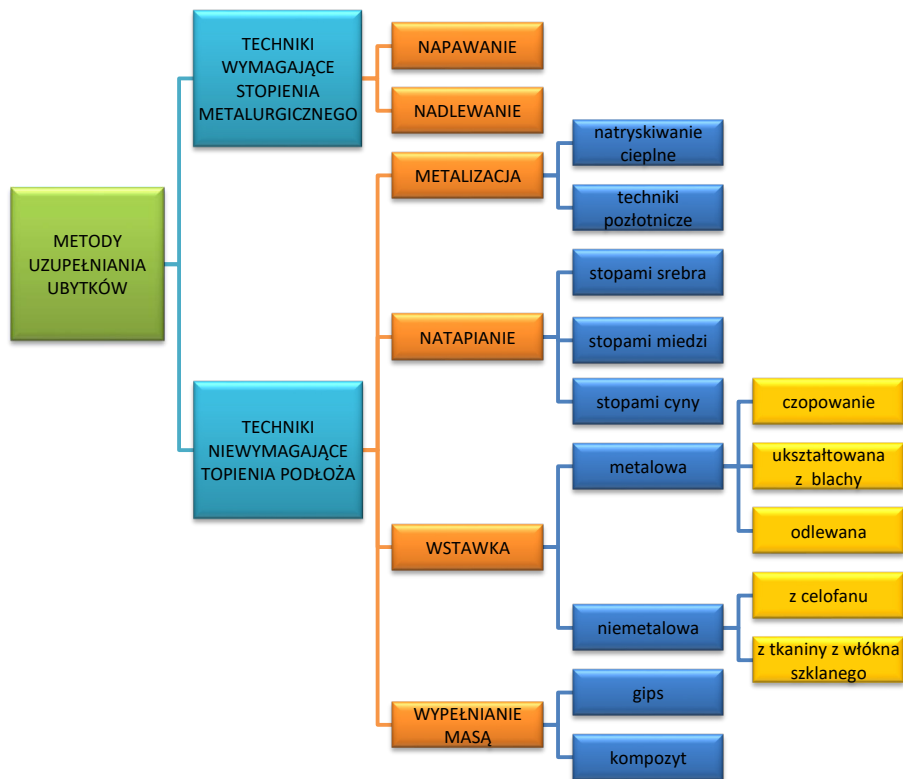 METODY
UZUPEŁNIANIA
UBYTKÓW
TECHNIKI
WYMAGAJĄCE
STOPIENIA
METALURGICZNEGO
NAPAWANIE
NADLEWANIE
TECHNIKI
NIEWYMAGAJĄCE
TOPIENIA PODŁOŻA
METALIZACJA
natryskiwanie
cieplne
techniki
pozłotnicze
NATAPIANIE
stopami srebra
stopami miedzi
stopami cyny
WSTAWKA
metalowa
czopowanie
ukształtowana
z blachy
odlewana
niemetalowa
z celofanu
z tkaniny z włókna
szklanego
WYPEŁNIANIE
MASĄ
gips
kompozyt